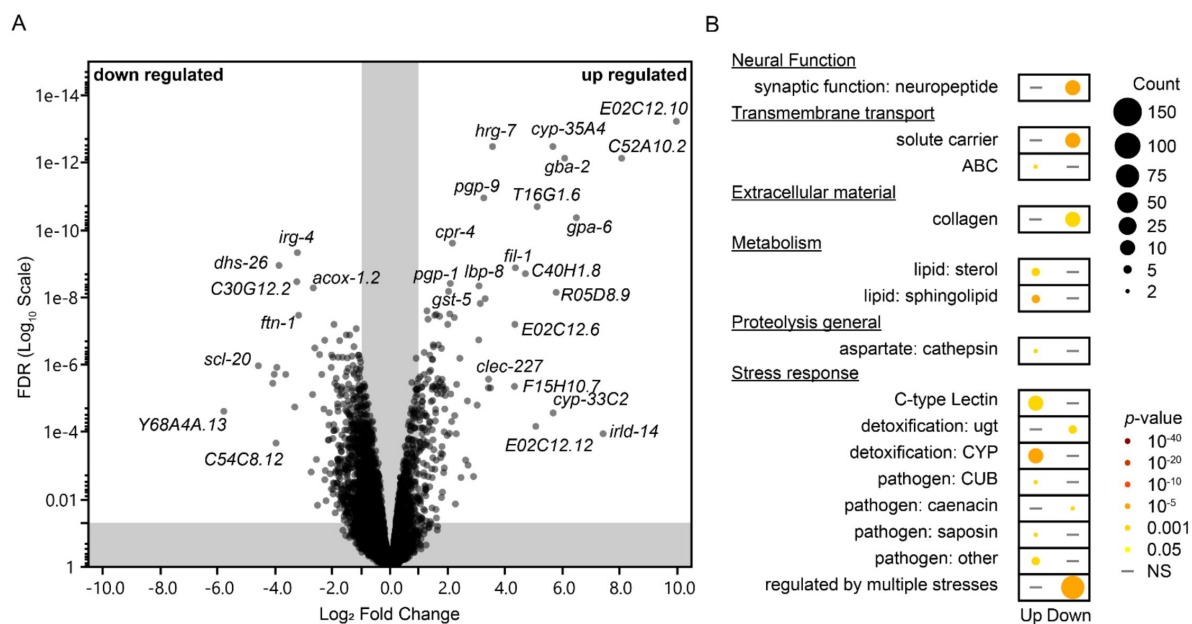 A
down regulated
up regulated
E02C12.10
hrg-7
cyp-35A4
C52A10.2
gba-2
pgp-9
T16G1.6
gpa-6
cpr-4
irg-4
fil-1
dhs-26
acox-1.2
pgp-1
lbp-8
C40H1.8
C30G12.2
gst-5
R05D8.9
ftn-1
E02C12.6
scl-20
clec-227
F15H10.7
cyp-33C2
Y68A4A.13
E02C12.12
irld-14
C54C8.12
FDR (Log₁₀ Scale)
1e-14
1e-12
1e-10
1e-8
1e-6
1e-4
0.01
1
-10.0 -8.0 -6.0 -4.0 -2.0 0.0 2.0 4.0 6.0 8.0 10.0
Log₂ Fold Change
B
Neural Function
synaptic function: neuropeptide
Transmembrane transport
solute carrier
ABC
Extracellular material
collagen
Metabolism
lipid: sterol
lipid: sphingolipid
Proteolysis general
aspartate: cathepsin
Stress response
C-type Lectin
detoxification: ugt
detoxification: CYP
pathogen: CUB
pathogen: caenacin
pathogen: saposin
pathogen: other
regulated by multiple stresses
Up Down
Count
150
100
75
50
25
10
5
2
p-value
10⁻⁴⁰
10⁻²⁰
10⁻¹⁰
10⁻⁵
0.001
0.05
NS